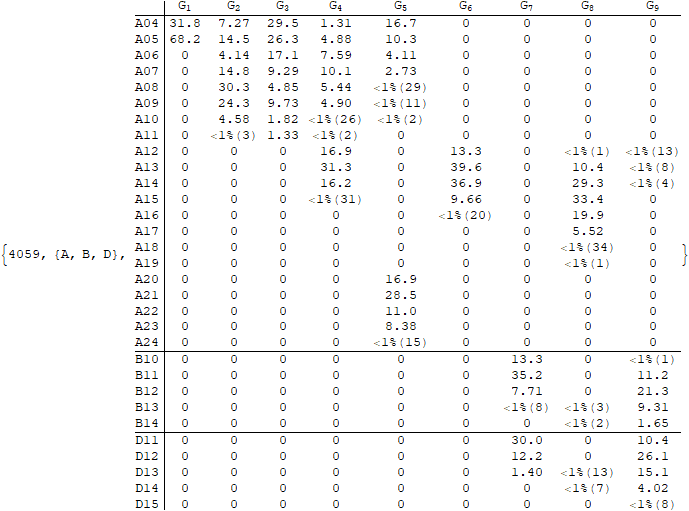 G1 G2 G3 G4 G5 G6 G7 G8 G9
A04 31.8 7.27 29.5 1.31 16.7 0 0 0 0
A05 68.2 14.5 26.3 4.88 10.3 0 0 0 0
A06 0 4.14 17.1 7.59 4.11 0 0 0 0
A07 0 14.8 9.29 10.1 2.73 0 0 0 0
A08 0 30.3 4.85 5.44 <1%(29) 0 0 0 0
A09 0 24.3 9.73 4.90 <1%(11) 0 0 0 0
A10 0 4.58 1.82 <1%(26) <1%(2) 0 0 0 0
A11 0 <1%(3) 1.33 <1%(2) 0 0 0 0 0
A12 0 0 0 16.9 0 13.3 0 <1%(1) <1%(13)
A13 0 0 0 31.3 0 39.6 0 10.4 <1%(8)
A14 0 0 0 16.2 0 36.9 0 29.3 <1%(4)
A15 0 0 0 <1%(31) 0 9.66 0 33.4 0
A16 0 0 0 0 0 <1%(20) 0 19.9 0
A17 0 0 0 0 0 0 0 5.52 0
A18 0 0 0 0 0 0 0 <1%(34) 0
{4059, {A, B, D},
A19 0 0 0 0 0 0 0 <1%(1) 0
}
A20 0 0 0 0 16.9 0 0 0 0
A21 0 0 0 0 28.5 0 0 0 0
A22 0 0 0 0 11.0 0 0 0 0
A23 0 0 0 0 8.38 0 0 0 0
A24 0 0 0 0 <1%(15) 0 0 0 0
B10 0 0 0 0 0 0 13.3 0 <1%(1)
B11 0 0 0 0 0 0 35.2 0 11.2
B12 0 0 0 0 0 0 7.71 0 21.3
B13 0 0 0 0 0 0 <1%(8) <1%(3) 9.31
B14 0 0 0 0 0 0 0 <1%(2) 1.65
D11 0 0 0 0 0 0 30.0 0 10.4
D12 0 0 0 0 0 0 12.2 0 26.1
D13 0 0 0 0 0 0 1.40 <1%(13) 15.1
D14 0 0 0 0 0 0 0 <1%(7) 4.02
D15 0 0 0 0 0 0 0 0 <1%(8)